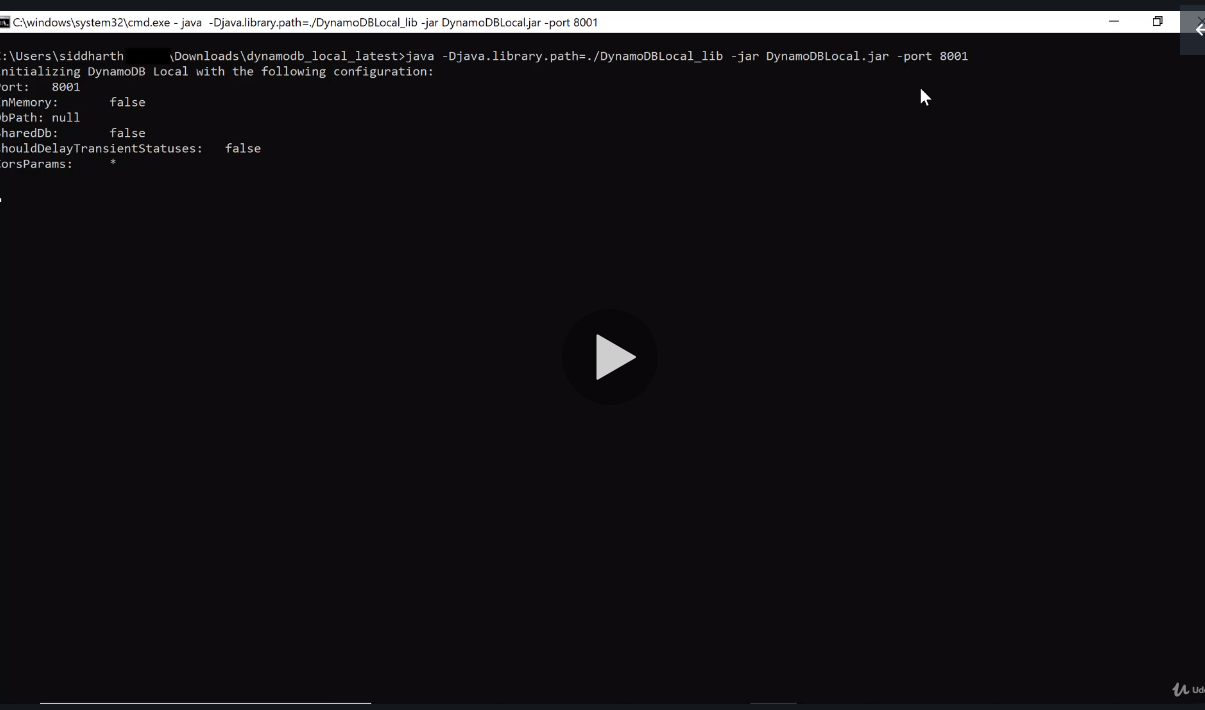 C:\windows\system32\cmd.exe - java -Djava.library.path=./DynamoDBLocal_lib -jar DynamoDBLocal.jar -port 8001
:\Users\siddharth \Downloads\dynamodb_local_latest>java -Djava.library.path=./DynamoDBLocal_lib -jar DynamoDBLocal.jar -port 8001
nitializing DynamoDB Local with the following configuration:
ort: 8001
nMemory: false
bPath: null
haredDb: false
houldDelayTransientStatuses: false
orsParams: *
Ude